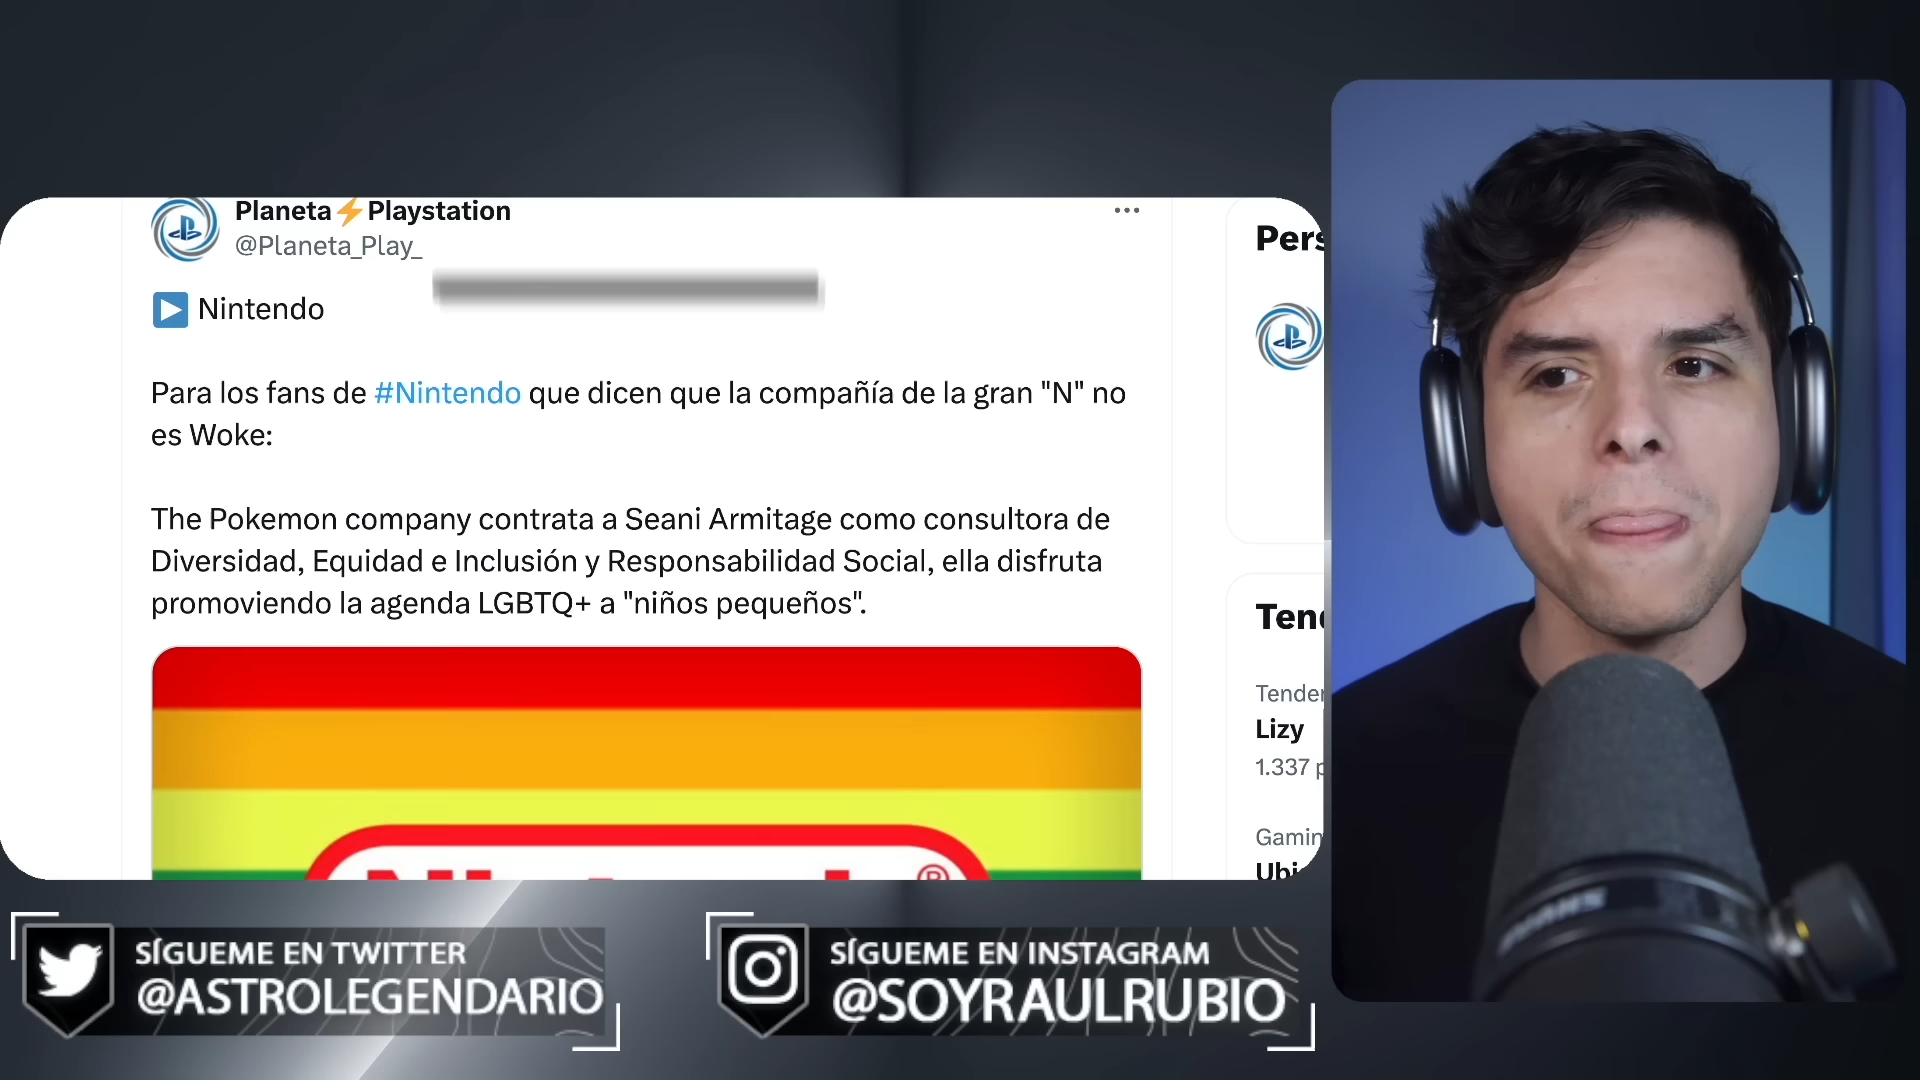 Planeta⚡Playstation
@Planeta_Play_
Nintendo
Para los fans de #Nintendo que dicen que la compañía de la gran "N" no
es Woke:
The Pokemon company contrata a Seani Armitage como consultora de
Diversidad, Equidad e Inclusión y Responsabilidad Social, ella disfruta
promoviendo la agenda LGBTQ+ a "niños pequeños".
Lizy
1.337
SÍGUEME EN TWITTER
@ASTROLEGENDARIO
SÍGUEME EN INSTAGRAM
@SOYRAULRUBIO